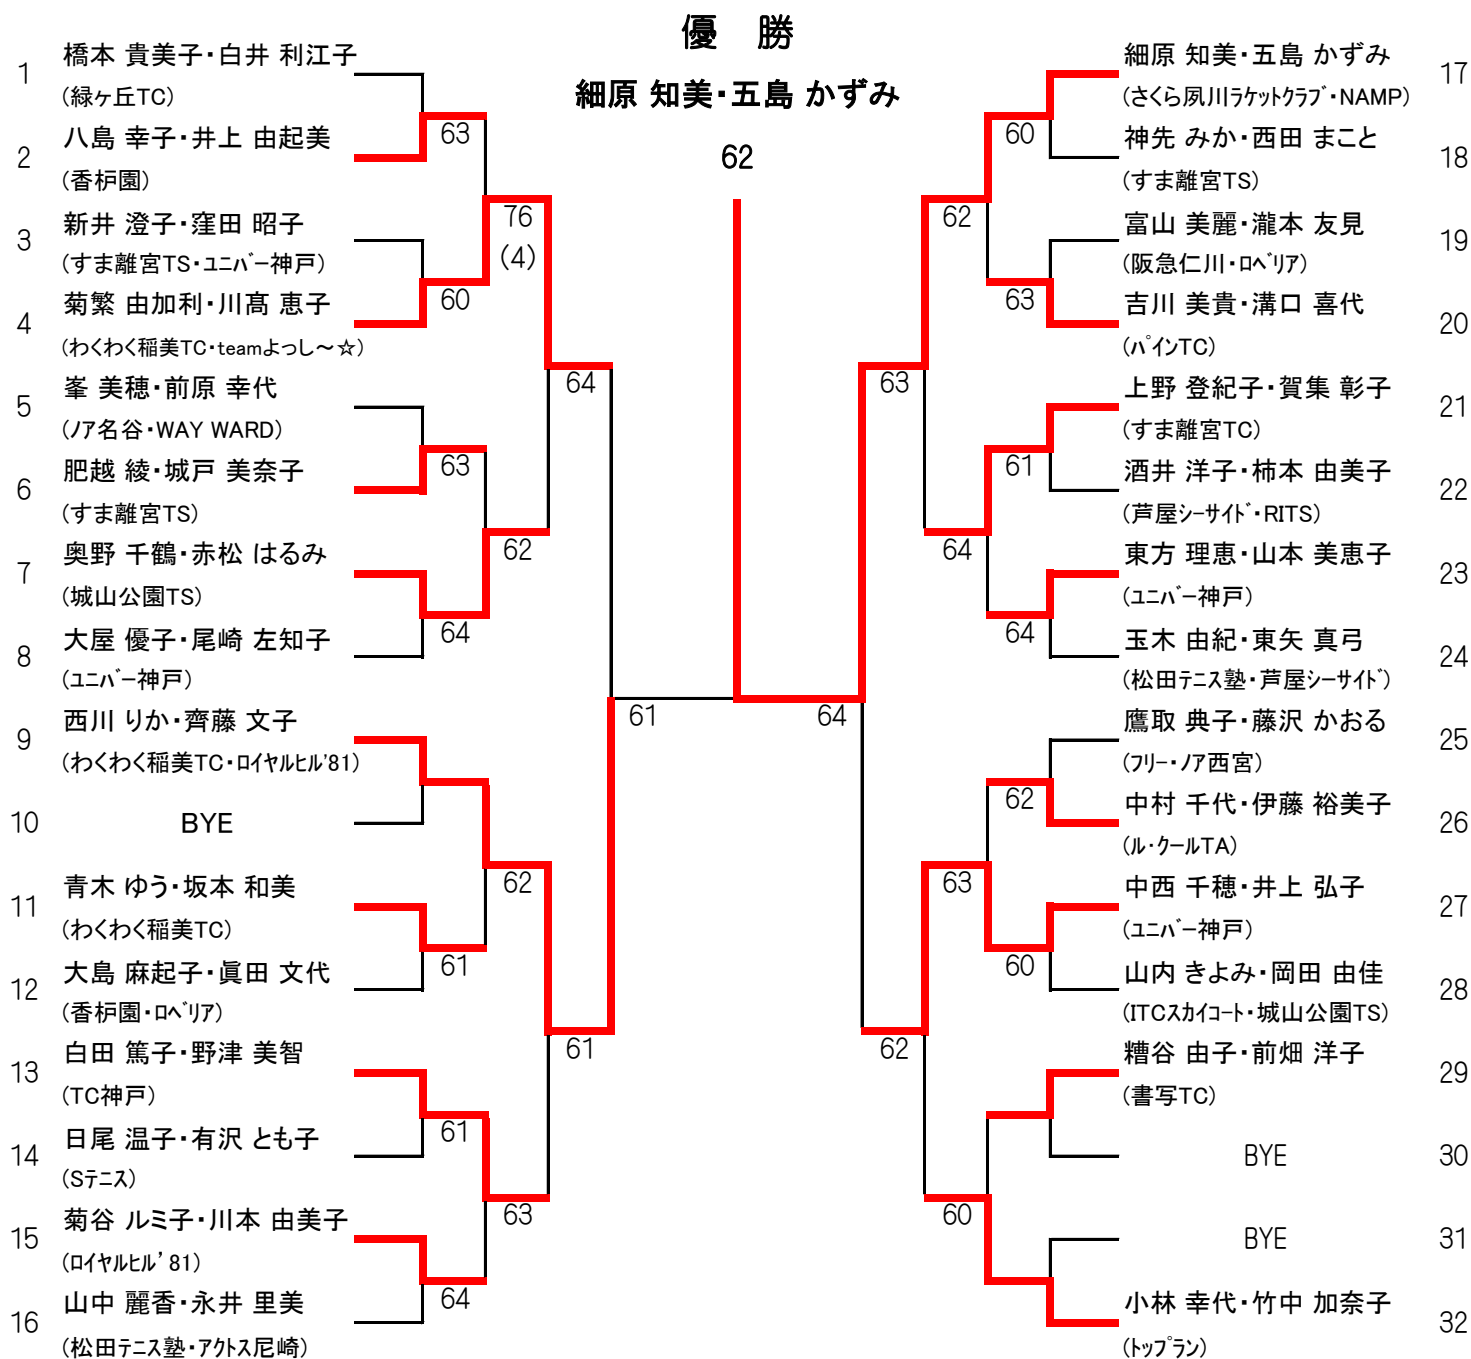 優　勝
細原 知美・五島 かずみ
62
1
橋本 貴美子・白井 利江子
(緑ヶ丘TC)
2
八島 幸子・井上 由起美
(香枦園)
63
3
新井 澄子・窪田 昭子
(すま離宮TS・ユニバー神戸)
4
菊繁 由加利・川髙 恵子
(わくわく稲美TC・teamよっし～☆)
60
76
(4)
5
峯 美穂・前原 幸代
(ノア名谷・WAY WARD)
6
肥越 綾・城戸 美奈子
(すま離宮TS)
63
7
奥野 千鶴・赤松 はるみ
(城山公園TS)
8
大屋 優子・尾崎 左知子
(ユニバー神戸)
64
62
64
9
西川 りか・齊藤 文子
(わくわく稲美TC・ロイヤルヒル'81)
10
BYE
11
青木 ゆう・坂本 和美
(わくわく稲美TC)
12
大島 麻起子・眞田 文代
(香枦園・ロベリア)
61
62
13
白田 篤子・野津 美智
(TC神戸)
14
日尾 温子・有沢 とも子
(Sテニス)
61
15
菊谷 ルミ子・川本 由美子
(ロイヤルヒル’81)
16
山中 麗香・永井 里美
(松田テニス塾・アクトス尼崎)
64
63
61
61
細原 知美・五島 かずみ
17
(さくら夙川ラケットクラブ・NAMP)
神先 みか・西田 まこと
18
(すま離宮TS)
60
富山 美麗・瀧本 友見
19
(阪急仁川・ロベリア)
吉川 美貴・溝口 喜代
20
(パインTC)
63
62
上野 登紀子・賀集 彰子
21
(すま離宮TC)
酒井 洋子・柿本 由美子
22
(芦屋シーサイド・RITS)
61
東方 理恵・山本 美恵子
23
(ユニバー神戸)
玉木 由紀・東矢 真弓
24
(松田テニス塾・芦屋シーサイド)
64
64
63
鷹取 典子・藤沢 かおる
25
(フリー・ノア西宮)
中村 千代・伊藤 裕美子
26
(ル・クールTA)
62
中西 千穂・井上 弘子
27
(ユニバー神戸)
山内 きよみ・岡田 由佳
28
(ITCスカイコート・城山公園TS)
60
63
糟谷 由子・前畑 洋子
29
(書写TC)
BYE
30
BYE
31
小林 幸代・竹中 加奈子
32
(トップラン)
60
62
64